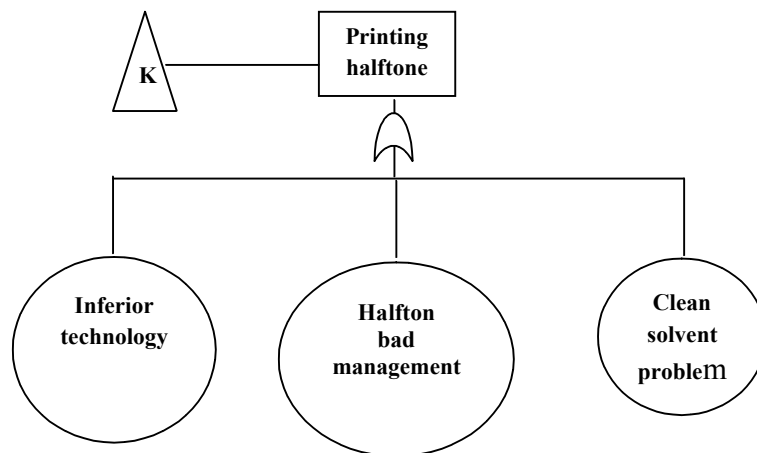 K
Printing
halftone
Inferior
technology
Halfton
bad
management
Clean
solvent
problem